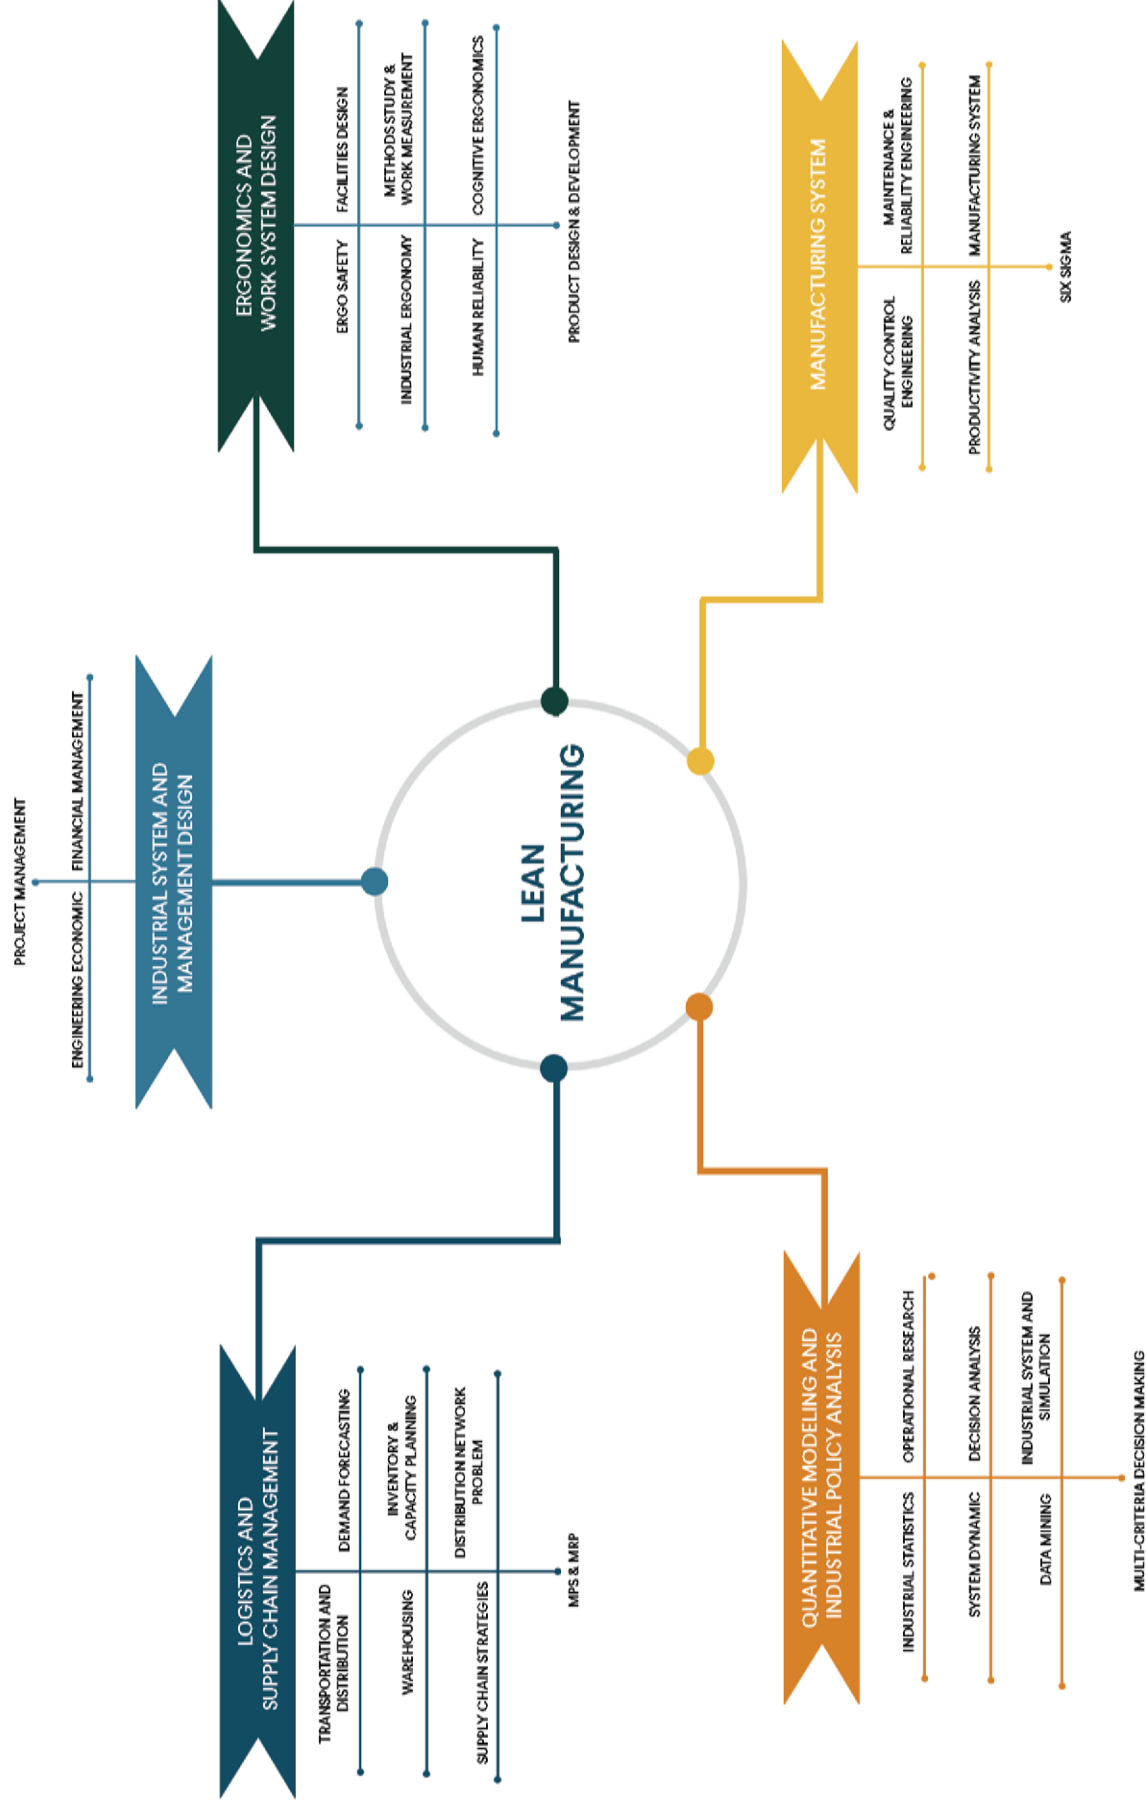 PROJECT MANAGEMENT
ENGINEERING ECONOMIC
FINANCIAL MANAGEMENT
INDUSTRIAL SYSTEM AND
MANAGEMENT DESIGN
LOGISTICS AND
SUPPLY CHAIN MANAGEMENT
TRANSPORTATION AND
DISTRIBUTION
DEMAND FORECASTING
WAREHOUSING
INVENTORY &
CAPACITY PLANNING
SUPPLY CHAIN STRATEGIES
DISTRIBUTION NETWORK
PROBLEM
MPS & MRP
LEAN
MANUFACTURING
ERGONOMICS AND
WORK SYSTEM DESIGN
ERGO SAFETY
FACILITIES DESIGN
INDUSTRIAL ERGONOMY
METHODS STUDY &
WORK MEASUREMENT
HUMAN RELIABILITY
COGNITIVE ERGONOMICS
PRODUCT DESIGN & DEVELOPMENT
QUANTITATIVE MODELING AND
INDUSTRIAL POLICY ANALYSIS
INDUSTRIAL STATISTICS
OPERATIONAL RESEARCH
SYSTEM DYNAMIC
DECISION ANALYSIS
DATA MINING
INDUSTRIAL SYSTEM AND
SIMULATION
MULTI-CRITERIA DECISION MAKING
MANUFACTURING SYSTEM
QUALITY CONTROL
ENGINEERING
MAINTENANCE &
RELIABILITY ENGINEERING
PRODUCTIVITY ANALYSIS
MANUFACTURING SYSTEM
SIX SIGMA